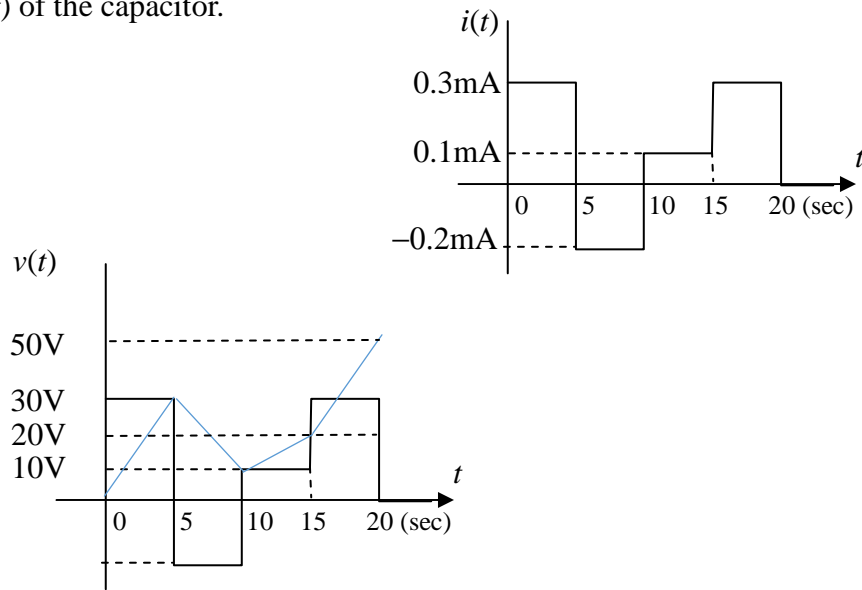 ) of the capacitor.
i(t)
0.3mA
0.1mA
t
0 5 10 15 20 (sec)
−0.2mA
v(t)
50V
30V
20V
10V
t
0 5 10 15 20 (sec)